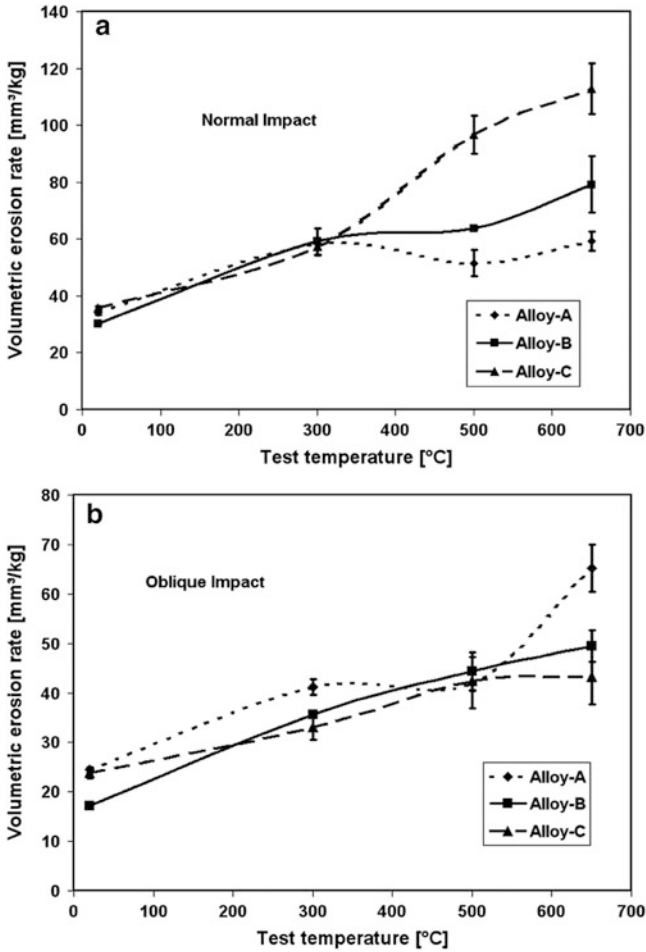 a
140
120
100
80
60
40
20
0
Volumetric erosion rate [mm³/kg]
Normal Impact
Alloy-A
Alloy-B
Alloy-C
0 100 200 300 400 500 600 700
Test temperature [°C]
b
80
70
60
50
40
30
20
10
0
Volumetric erosion rate [mm³/kg]
Oblique Impact
Alloy-A
Alloy-B
Alloy-C
0 100 200 300 400 500 600 700
Test temperature [°C]